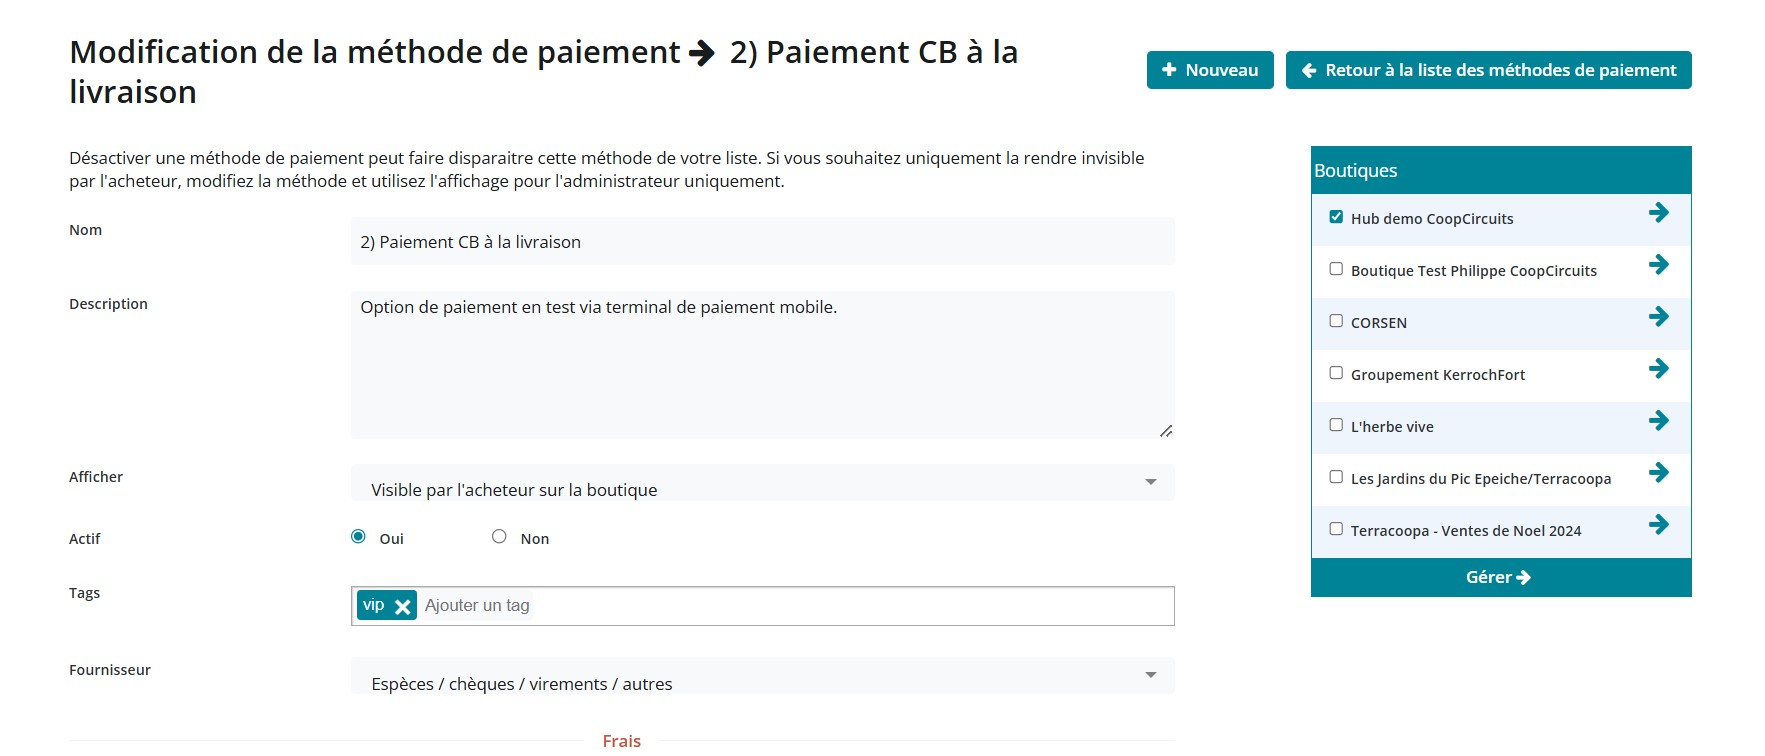 Modification de la méthode de paiement 2) Paiement CB à la
livraison
Nouveau
Retour à la liste des méthodes de paiement
Désactiver une méthode de paiement peut faire disparaitre cette méthode de votre liste. Si vous souhaitez uniquement la rendre invisible
par l'acheteur, modifiez la méthode et utilisez l'affichage pour l'administrateur uniquement.
Nom
2) Paiement CB à la livraison
Description
Option de paiement en test via terminal de paiement mobile.
Afficher
Visible par l'acheteur sur la boutique
Actif
Oui
Non
Tags
vip
Ajouter un tag
Fournisseur
Espèces / chèques / virements / autres
Frais
Boutiques
Hub demo CoopCircuits
Boutique Test Philippe CoopCircuits
CORSEN
Groupement KerrochFort
L'herbe vive
Les Jardins du Pic Epeiche/Terracoopa
Terracoopa - Ventes de Noel 2024
Gérer